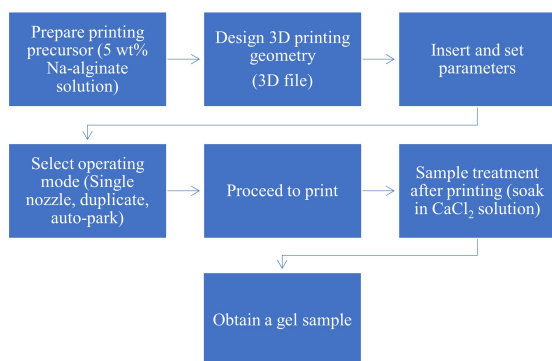 Prepare printing
precursor (5 wt%
Na-alginate
solution)
Design 3D printing
geometry
(3D file)
Insert and set
parameters
Select operating
mode (Single
nozzle, duplicate,
auto-park)
Proceed to print
Sample treatment
after printing (soak
in CaCl₂ solution)
Obtain a gel sample